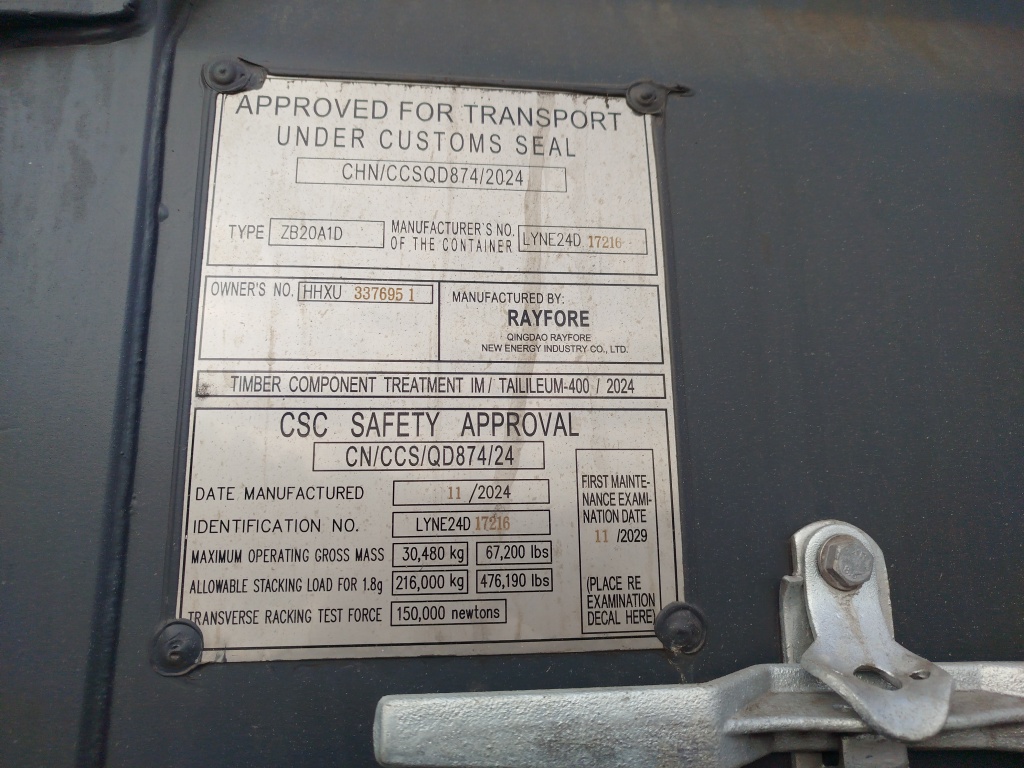 APPROVED FOR TRANSPORT
UNDER CUSTOMS SEAL
CHN/CCSQD874/2024
TYPE ZB20A1D MANUFACTURER'S NO. OF THE CONTAINER LYNE24D 17216
OWNER'S NO. HHXU 337695 1
MANUFACTURED BY:
RAYFORE
QINGDAO RAYFORE
NEW ENERGY INDUSTRY CO., LTD.
TIMBER COMPONENT TREATMENT IM / TAILILEUM-400 / 2024
CSC SAFETY APPROVAL
CN/CCS/QD874/24
DATE MANUFACTURED 11 /2024
IDENTIFICATION NO. LYNE24D 17216
MAXIMUM OPERATING GROSS MASS 30,480 kg 67,200 lbs
ALLOWABLE STACKING LOAD FOR 1.8g 216,000 kg 476,190 lbs
TRANSVERSE RACKING TEST FORCE 150,000 newtons
FIRST MAINTE-
NANCE EXAMI-
NATION DATE
11 /2029
(PLACE RE
EXAMINATION
DECAL HERE)